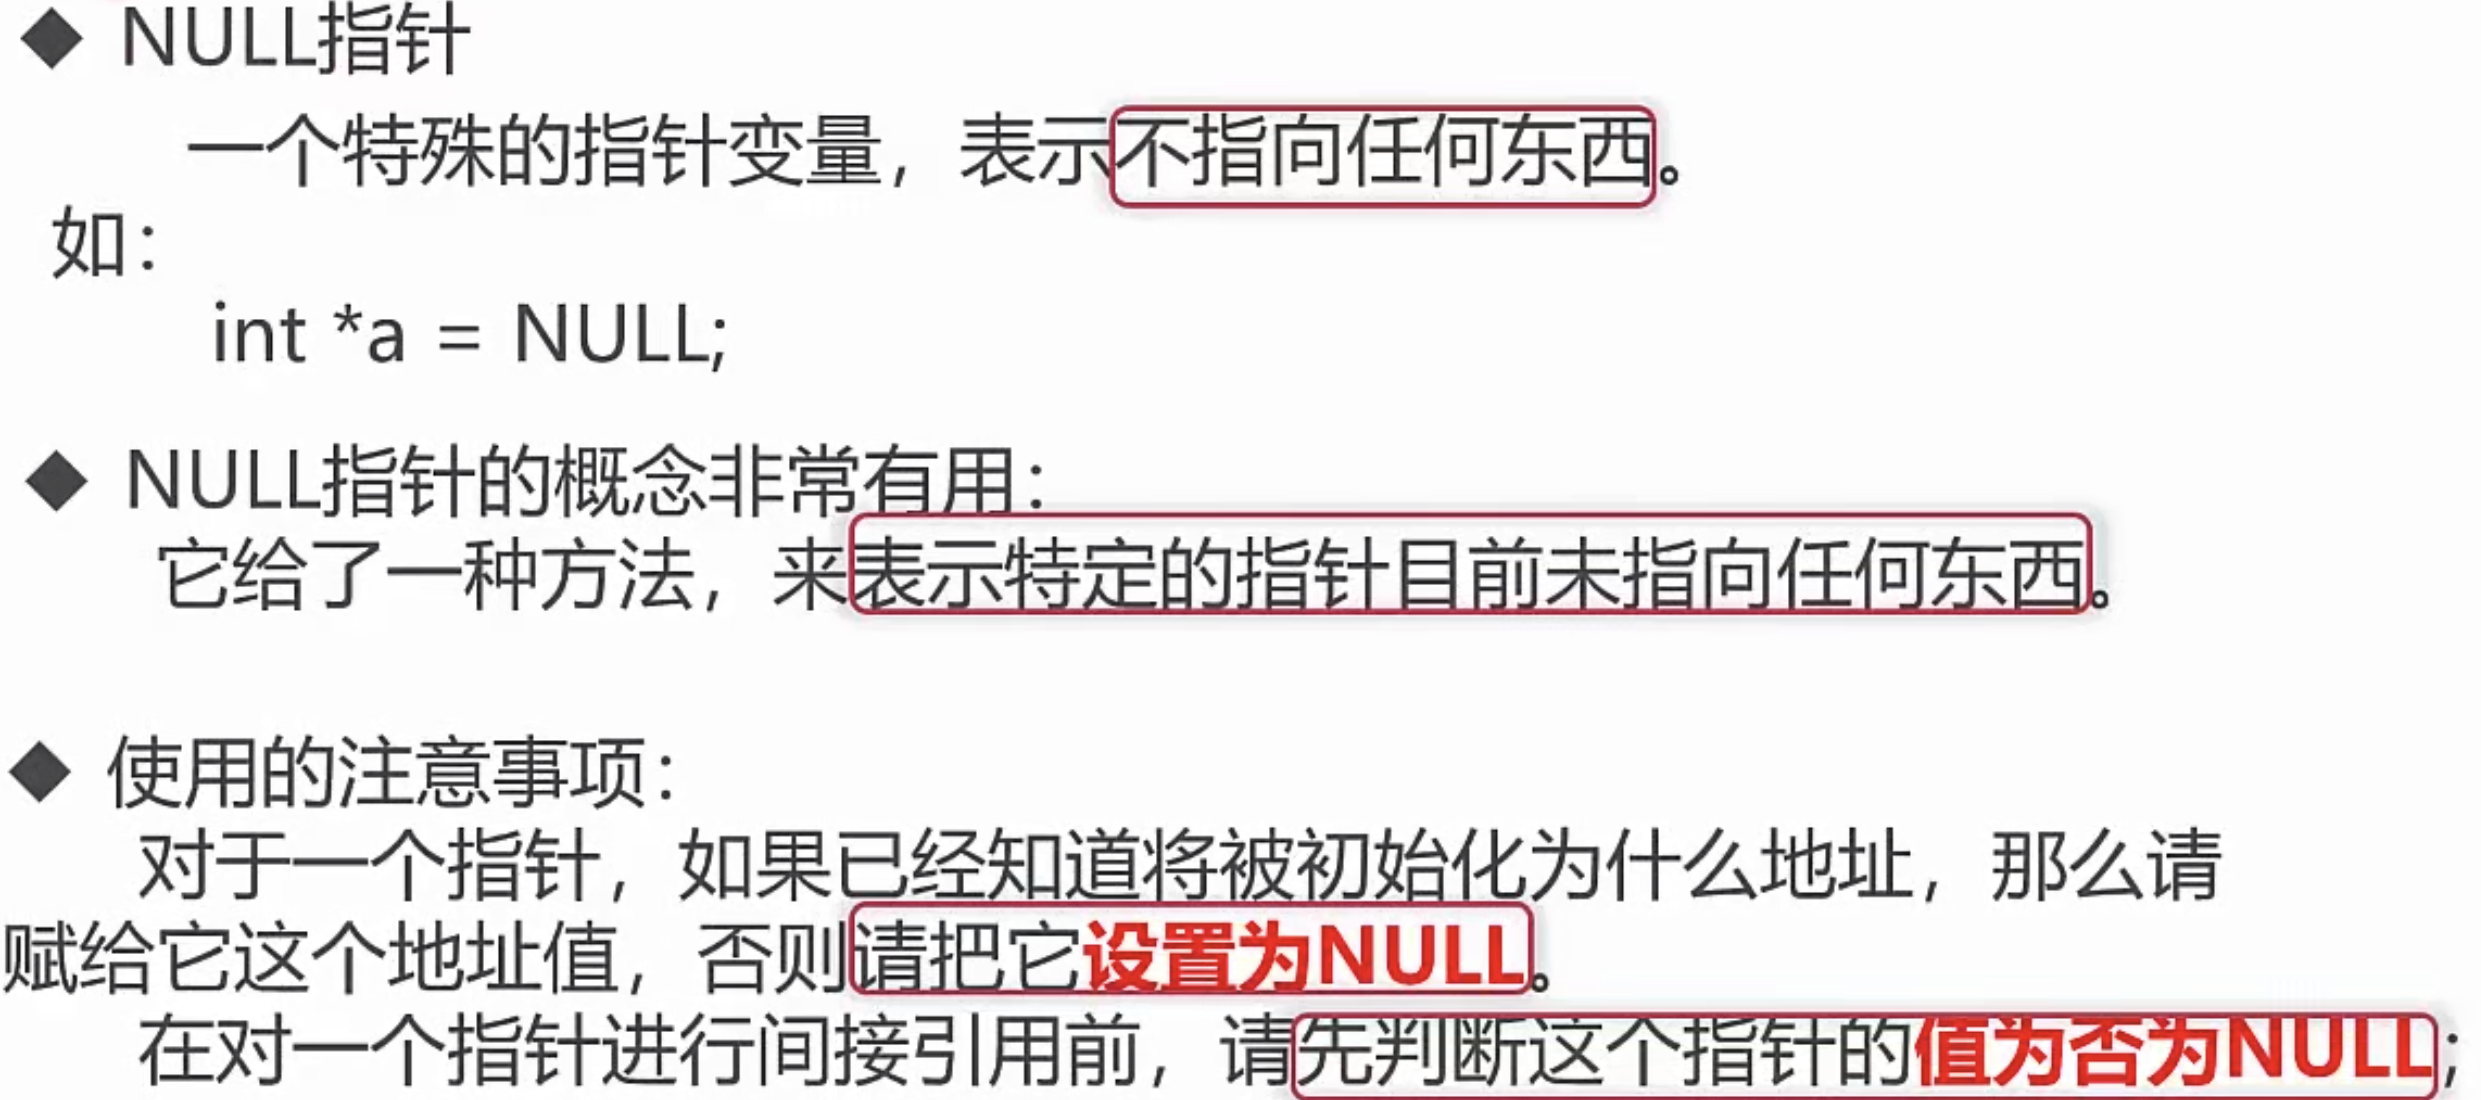 ◆ NULL指针
一个特殊的指针变量，表示不指向任何东西。
如：
int *a = NULL;
◆ NULL指针的概念非常有用：
它给了一种方法，来表示特定的指针目前未指向任何东西。
◆ 使用的注意事项：
对于一个指针，如果已经知道将被初始化为什么地址，那么请
赋给它这个地址值，否则请把它设置为NULL。
在对一个指针进行间接引用前，请先判断这个指针的值为否为NULL；